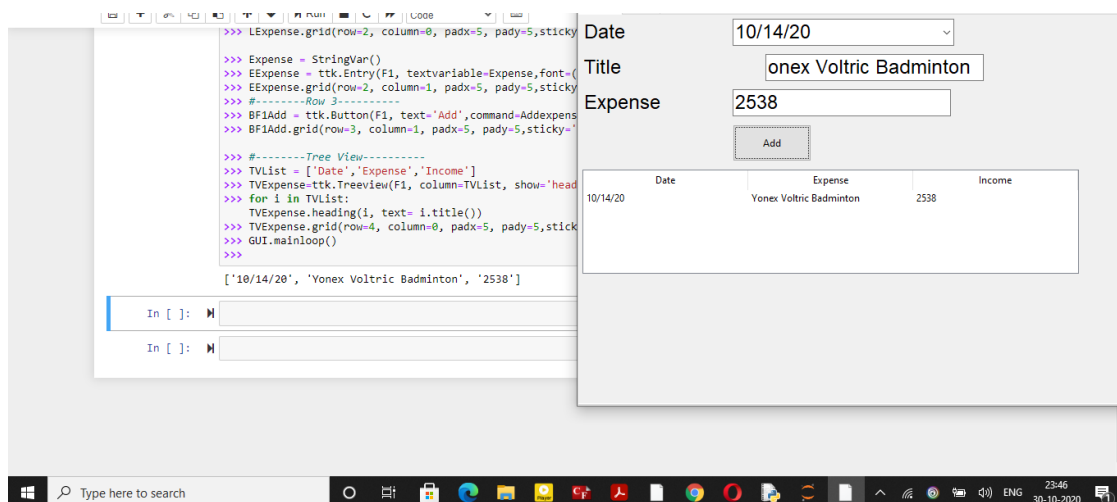 Run
Code
>>> LExpense.grid(row=2, column=0, padx=5, pady=5,sticky
>>> Expense = StringVar()
>>> EExpense = ttk.Entry(F1, textvariable=Expense,font=(
>>> EExpense.grid(row=2, column=1, padx=5, pady=5,sticky
>>> #--------Row 3----------
>>> BF1Add = ttk.Button(F1, text='Add',command=Addexpens
>>> BF1Add.grid(row=3, column=1, padx=5, pady=5,sticky='
>>> #--------Tree View----------
>>> TVList = ['Date','Expense','Income']
>>> TVExpense=ttk.Treeview(F1, column=TVList, show='head
>>> for i in TVList:
TVExpense.heading(i, text= i.title())
>>> TVExpense.grid(row=4, column=0, padx=5, pady=5,stick
>>> GUI.mainloop()
>>>
['10/14/20', 'Yonex Voltric Badminton', '2538']
In [ ]:
In [ ]:
Date 10/14/20
Title onex Voltric Badminton
Expense 2538
Add
Date Expense Income
10/14/20 Yonex Voltric Badminton 2538
Type here to search
ENG
23:46
30-10-2020